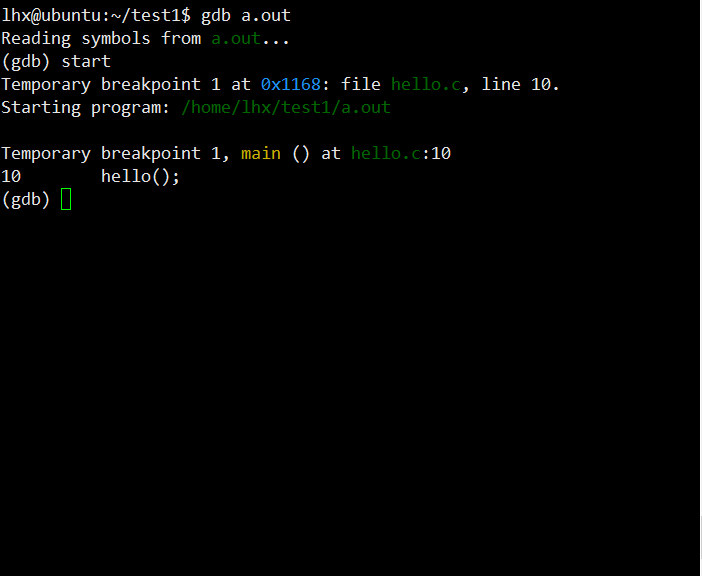 lhx@ubuntu:~/test1$ gdb a.out
Reading symbols from a.out...
(gdb) start
Temporary breakpoint 1 at 0x1168: file hello.c, line 10.
Starting program: /home/lhx/test1/a.out
Temporary breakpoint 1, main () at hello.c:10
10        hello();
(gdb)